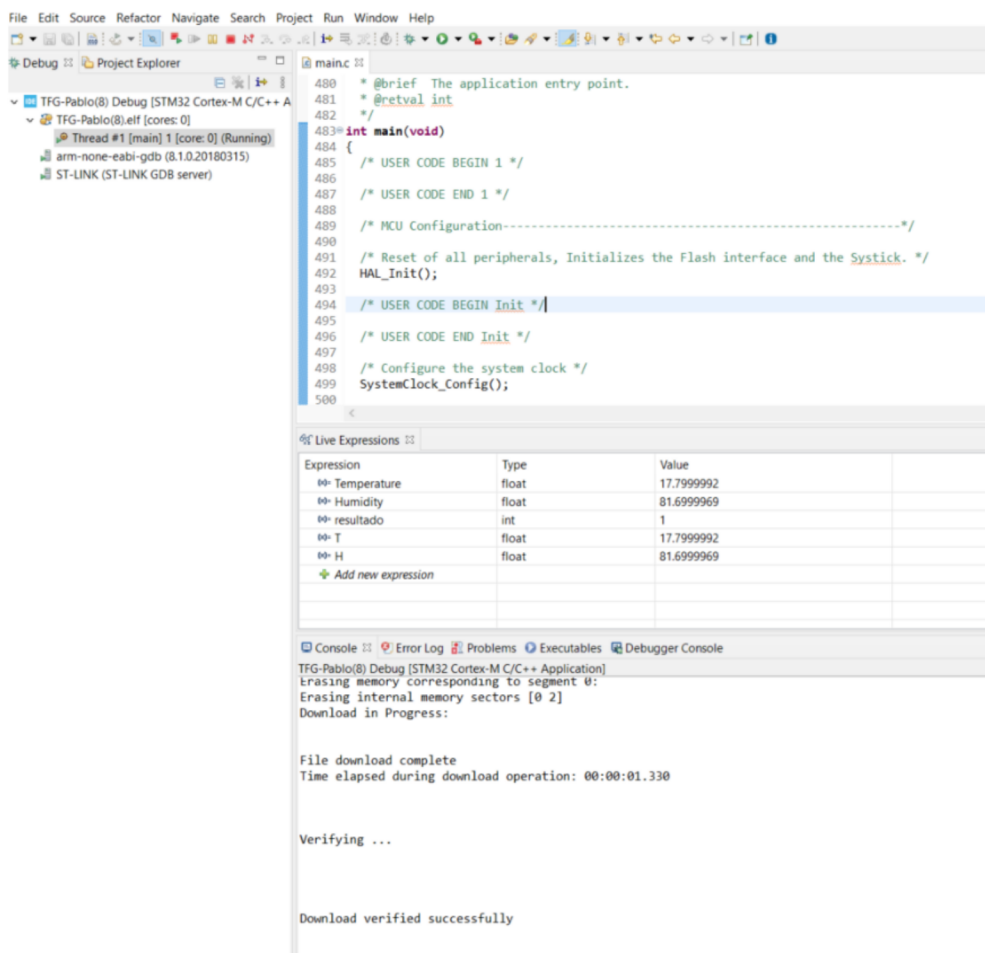 File Edit Source Refactor Navigate Search Project Run Window Help
Debug Project Explorer
TFG-Pablo(8) Debug [STM32 Cortex-M C/C++ A
TFG-Pablo(8).elf [cores: 0]
Thread #1 [main] 1 [core: 0] (Running)
arm-none-eabi-gdb (8.1.0.20180315)
ST-LINK (ST-LINK GDB server)
main.c
480 * @brief The application entry point.
481 * @retval int
482 */
483 int main(void)
484 {
485 /* USER CODE BEGIN 1 */
486
487 /* USER CODE END 1 */
488
489 /* MCU Configuration--------------------------------------------------------*/
490
491 /* Reset of all peripherals, Initializes the Flash interface and the Systick. */
492 HAL_Init();
493
494 /* USER CODE BEGIN Init */
495
496 /* USER CODE END Init */
497
498 /* Configure the system clock */
499 SystemClock_Config();
500
Live Expressions
Expression Type Value
Temperature float 17.7999992
Humidity float 81.6999969
resultado int 1
T float 17.7999992
H float 81.6999969
Add new expression
Console Error Log Problems Executables Debugger Console
TFG-Pablo(8) Debug [STM32 Cortex-M C/C++ Application]
Erasing memory corresponding to segment 0:
Erasing internal memory sectors [0 2]
Download in Progress:
File download complete
Time elapsed during download operation: 00:00:01.330
Verifying ...
Download verified successfully